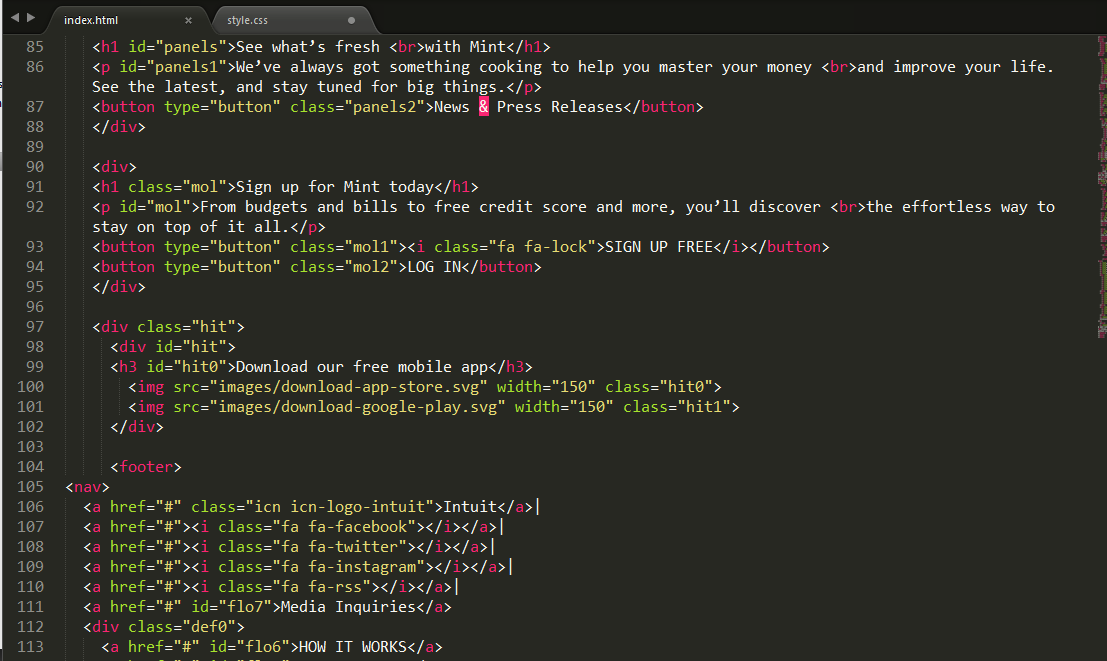 index.html × style.css
85 <h1 id="panels">See what’s fresh <br>with Mint</h1>
86 <p id="panels1">We’ve always got something cooking to help you master your money <br>and improve your life.
See the latest, and stay tuned for big things.</p>
87 <button type="button" class="panels2">News & Press Releases</button>
88 </div>
89
90 <div>
91 <h1 class="mol">Sign up for Mint today</h1>
92 <p id="mol">From budgets and bills to free credit score and more, you’ll discover <br>the effortless way to
stay on top of it all.</p>
93 <button type="button" class="mol1"><i class="fa fa-lock">SIGN UP FREE</i></button>
94 <button type="button" class="mol2">LOG IN</button>
95 </div>
96
97 <div class="hit">
98 <div id="hit">
99 <h3 id="hit0">Download our free mobile app</h3>
100 <img src="images/download-app-store.svg" width="150" class="hit0">
101 <img src="images/download-google-play.svg" width="150" class="hit1">
102 </div>
103
104 <footer>
105 <nav>
106 <a href="#" class="icn icn-logo-intuit">Intuit</a>|
107 <a href="#"><i class="fa fa-facebook"></i></a>|
108 <a href="#"><i class="fa fa-twitter"></i></a>|
109 <a href="#"><i class="fa fa-instagram"></i></a>|
110 <a href="#"><i class="fa fa-rss"></i></a>|
111 <a href="#" id="flo7">Media Inquiries</a>
112 <div class="def0">
113 <a href="#" id="flo6">HOW IT WORKS</a>